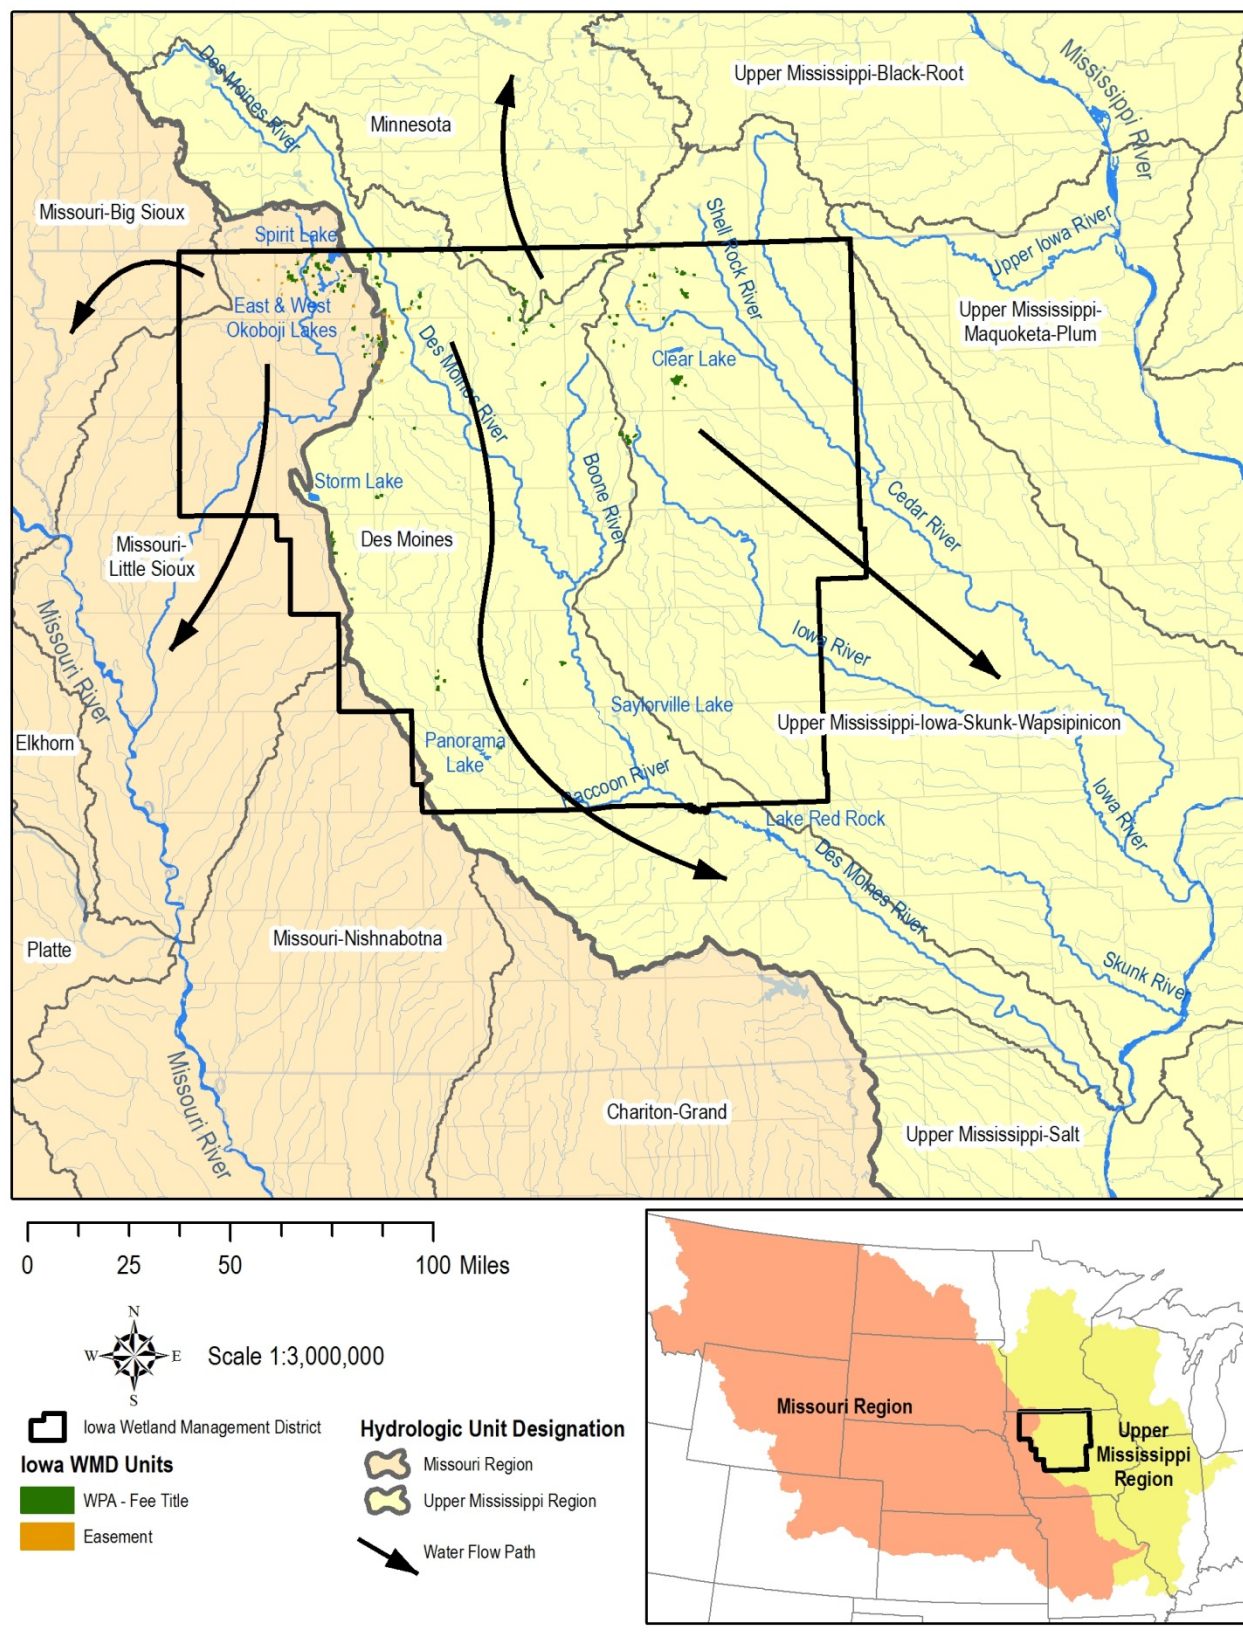 Des Moines River
Mississippi River
Upper Mississippi-Black-Root
Minnesota
Missouri-Big Sioux
Spirit Lake
Shell Rock River
Upper Iowa River
East & West
Okoboji Lakes
Upper Mississippi-
Maquoketa-Plum
Des Moines River
Clear Lake
Storm Lake
Boone River
Cedar River
Des Moines
Missouri-
Little Sioux
Missouri River
Iowa River
Saylorville Lake
Upper Mississippi-Iowa-Skunk-Wapsipinicon
Elkhorn
Panorama
Lake
Raccoon River
Iowa River
Lake Red Rock
Des Moines River
Missouri-Nishnabotna
Platte
Skunk River
Missouri River
Chariton-Grand
Upper Mississippi-Salt
0 25 50 100 Miles
N
W E
S
Scale 1:3,000,000
Iowa Wetland Management District
Iowa WMD Units
WPA - Fee Title
Easement
Hydrologic Unit Designation
Missouri Region
Upper Mississippi Region
Water Flow Path
Missouri Region
Upper
Mississippi
Region